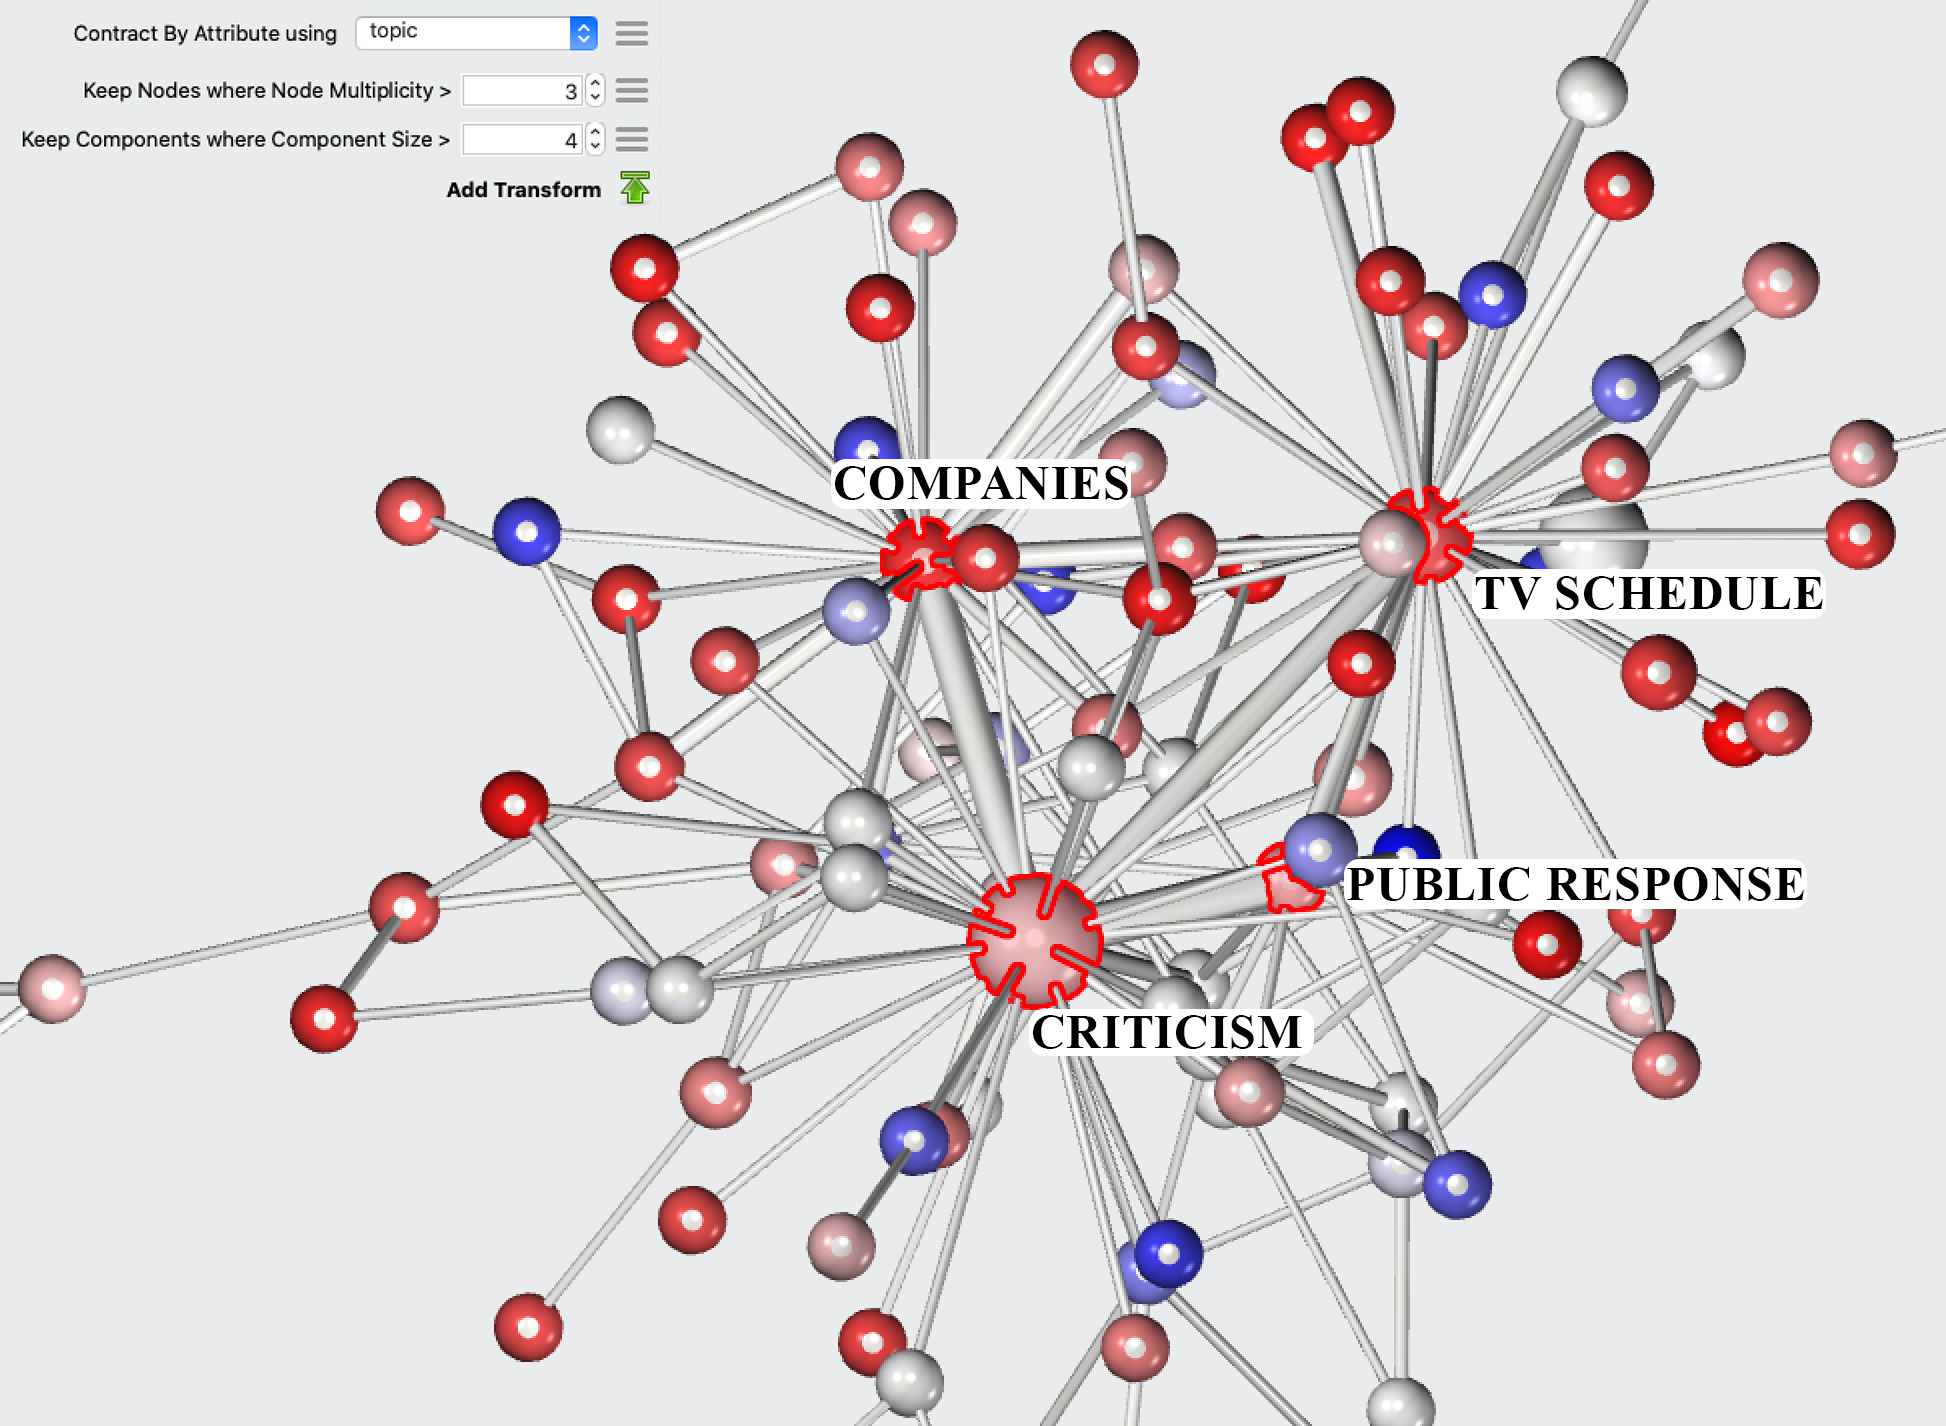 Contract By Attribute using topic
Keep Nodes where Node Multiplicity > 3
Keep Components where Component Size > 4
Add Transform
COMPANIES
TV SCHEDULE
PUBLIC RESPONSE
CRITICISM